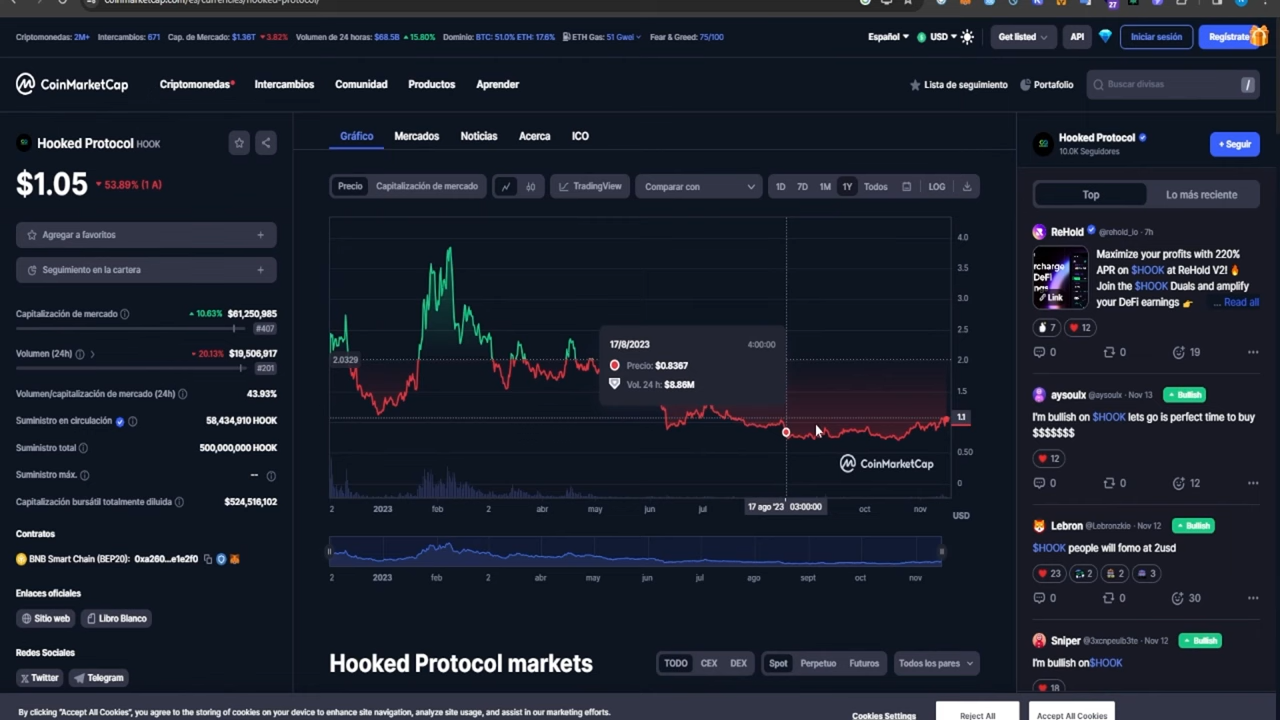 coinmarketcap.com/es/currencies/hooked-protocol/
27
Criptomonedas: 2M+ Intercambios: 671 Cap. de Mercado: $1.36T 3.82% Volumen de 24 horas: $68.5B 15.80% Dominio: BTC: 51.0% ETH: 17.6% ETH Gas: 51 Gwei Fear & Greed: 75/100
Español USD Get listed API Iniciar sesión Regístrate
CoinMarketCap Criptomonedas Intercambios Comunidad Productos Aprender
Lista de seguimiento Portafolio Buscar divisas /
Hooked Protocol HOOK
$1.05 53.89% (1 A)
Agregar a favoritos +
Seguimiento en la cartera +
Capitalización de mercado 10.63% $61,250,985
#407
Volumen (24h) 20.13% $19,506,917
#201
Volumen/capitalización de mercado (24h) 43.93%
Suministro en circulación 58,434,910 HOOK
Suministro total 500,000,000 HOOK
Suministro máx. --
Capitalización bursátil totalmente diluida $524,516,102
Contratos
BNB Smart Chain (BEP20): 0xa260...e1e2f0
Enlaces oficiales
Sitio web Libro Blanco
Redes Sociales
Twitter Telegram
Gráfico Mercados Noticias Acerca ICO
Precio Capitalización de mercado TradingView Comparar con 1D 7D 1M 1Y Todos LOG
4.0
3.5
3.0
2.5
2.0
1.5
1.1
0.50
0
2.0329
17/8/2023 4:00:00
Precio: $0.8367
Vol. 24 h: $8.86M
CoinMarketCap
2 2023 feb 2 abr may jun jul 17 ago '23 03:00:00 oct nov
USD
2 2023 feb 2 abr may jun jul ago sept oct nov
Hooked Protocol markets
TODO CEX DEX Spot Perpetuo Futuros Todos los pares
Hooked Protocol
10.0K Seguidores
+ Seguir
Top Lo más reciente
ReHold @rehold_io · 7h
Maximize your profits with 220%
APR on $HOOK at ReHold V2!
Join the $HOOK Duals and amplify
your DeFi earnings ... Read all
charge
DeFi
Link
7 12
0 0 19
aysoulx @aysoulx · Nov 13 Bullish
I'm bullish on $HOOK lets go is perfect time to buy
$$$$$$$
12
0 0 12
Lebron @Lebronzkie · Nov 12 Bullish
$HOOK people will fomo at 2usd
23 2 2 3
0 0 30
Sniper @3xcnpeulb3te · Nov 12 Bullish
I'm bullish on$HOOK
18
By clicking "Accept All Cookies", you agree to the storing of cookies on your device to enhance site navigation, analyze site usage, and assist in our marketing efforts.
Cookies Settings Reject All Accept All Cookies